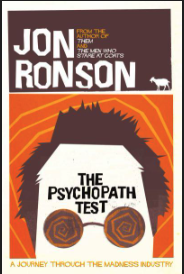 JON
RONSON
FROM THE
AUTHOR OF
THEM
AND
THE MEN WHO
STARE AT GOATS
THE
PSYCHOPATH
TEST
A JOURNEY THROUGH THE MADNESS INDUSTRY